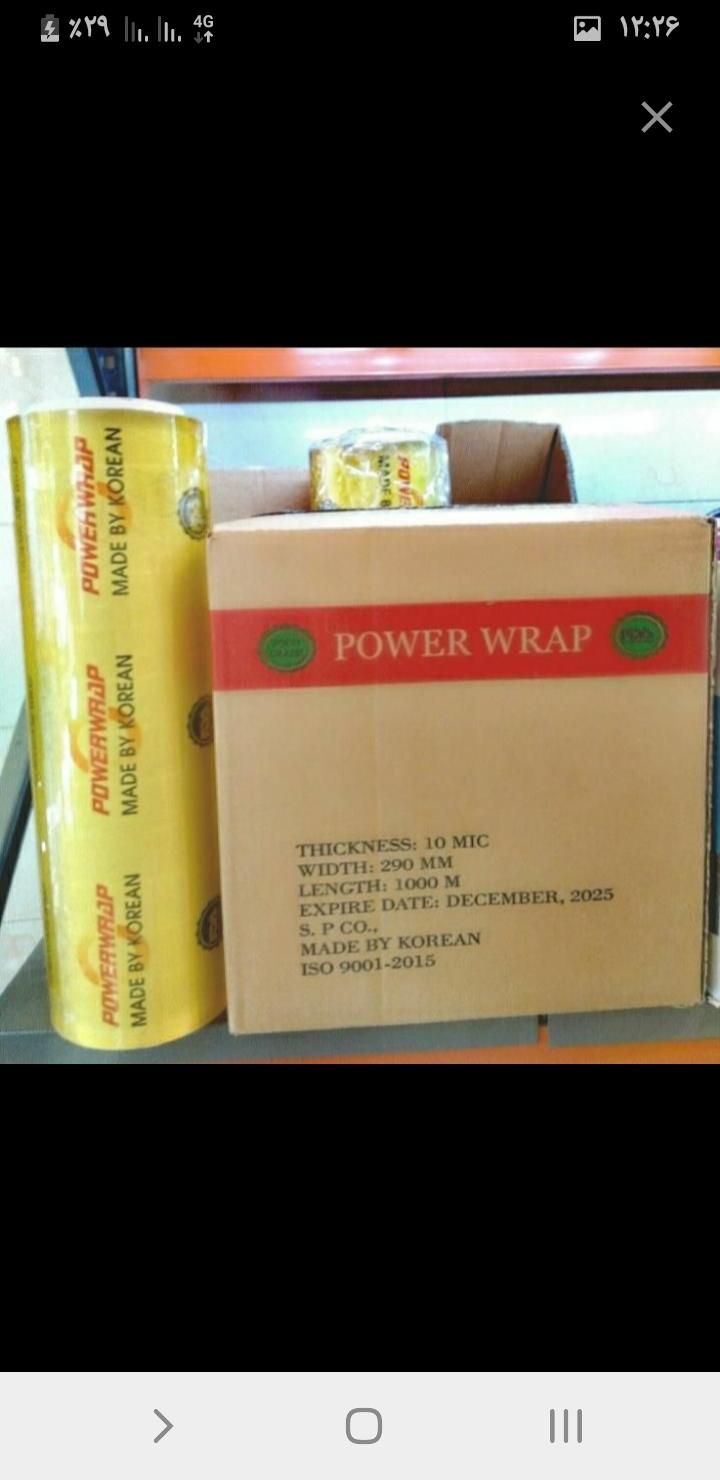 ٪۲۹
4G
۱۲:۲۶
POWERWRAP
MADE BY KOREAN
POWERWRAP
MADE BY KOREAN
POWERWRAP
MADE BY KOREAN
POWER WRAP
THICKNESS: 10 MIC
WIDTH: 290 MM
LENGTH: 1000 M
EXPIRE DATE: DECEMBER, 2025
S. P CO.,
MADE BY KOREAN
ISO 9001-2015